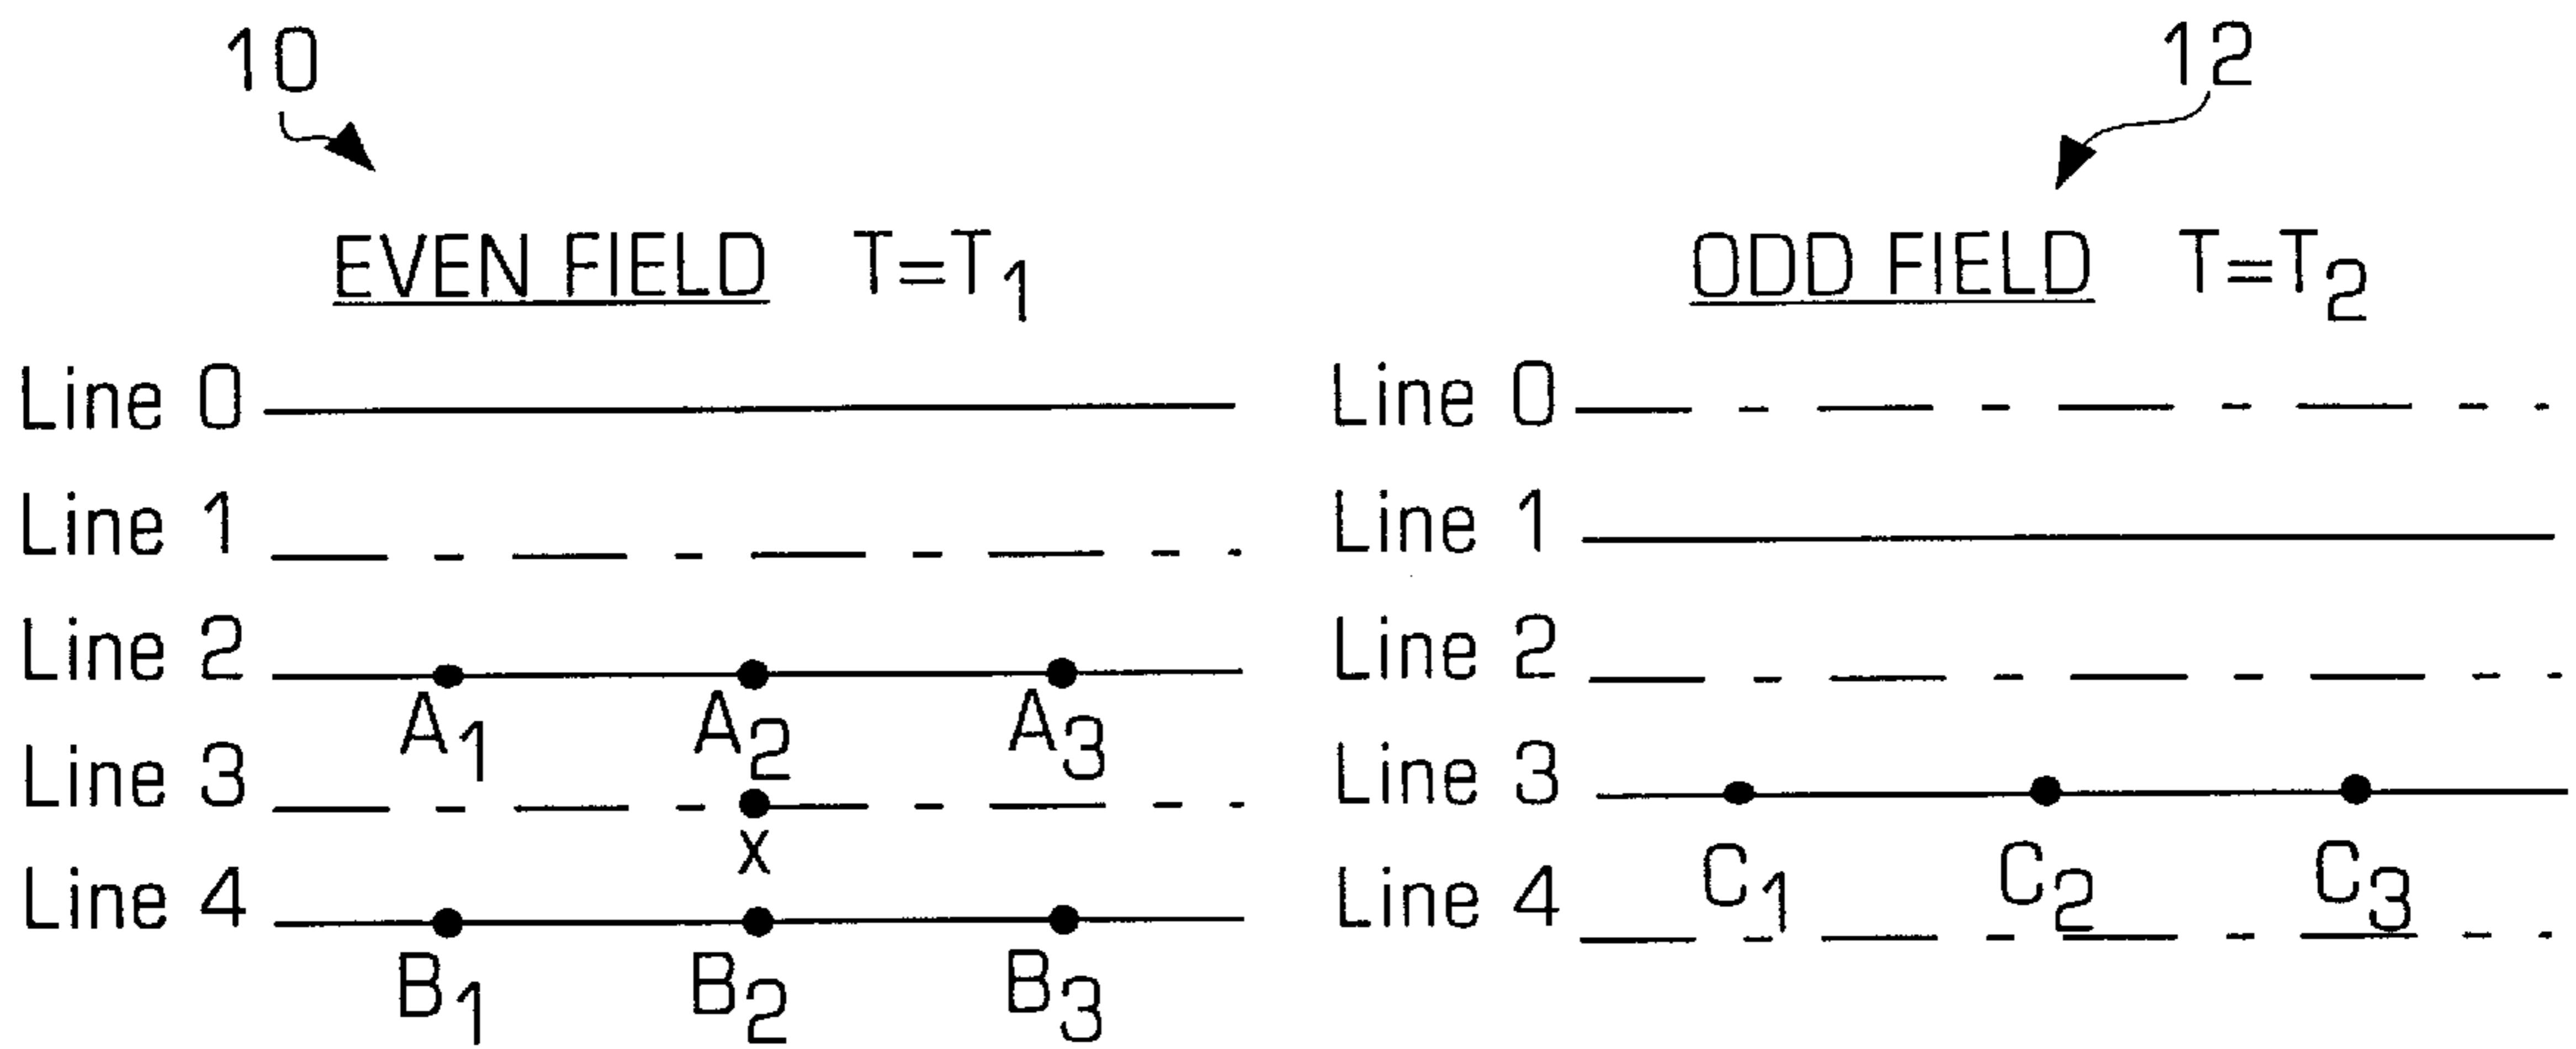 10
EVEN FIELD T=T1
Line 0
Line 1
Line 2
A1 A2 A3
Line 3
x
Line 4
B1 B2 B3
12
ODD FIELD T=T2
Line 0
Line 1
Line 2
Line 3
C1 C2 C3
Line 4